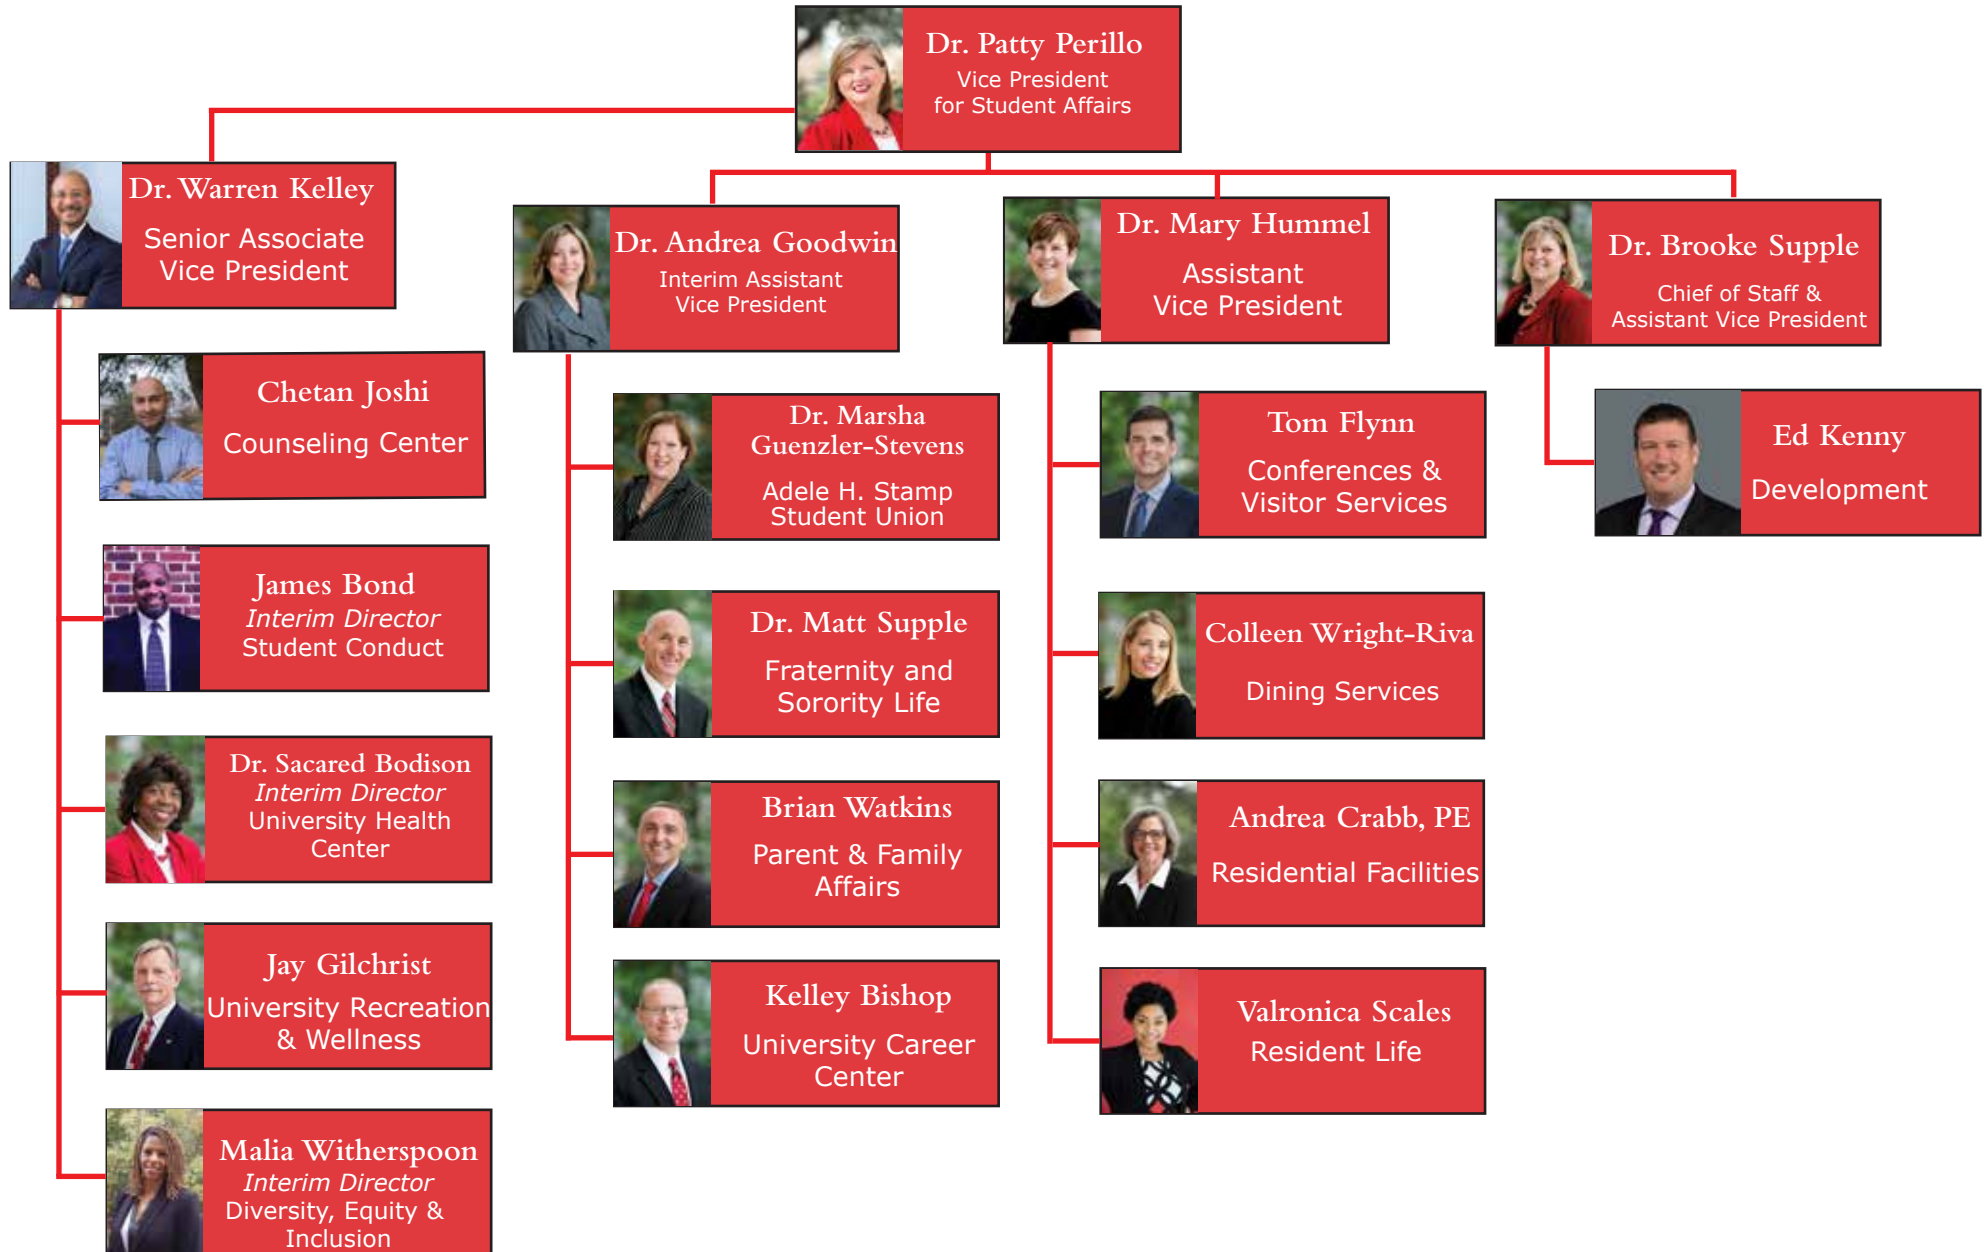 Dr. Patty Perillo
Vice President
for Student Affairs
Dr. Warren Kelley
Senior Associate
Vice President
Chetan Joshi
Counseling Center
James Bond
Interim Director
Student Conduct
Dr. Sacared Bodison
Interim Director
University Health
Center
Jay Gilchrist
University Recreation
& Wellness
Malia Witherspoon
Interim Director
Diversity, Equity &
Inclusion
Dr. Andrea Goodwin
Interim Assistant
Vice President
Dr. Marsha
Guenzler-Stevens
Adele H. Stamp
Student Union
Dr. Matt Supple
Fraternity and
Sorority Life
Brian Watkins
Parent & Family
Affairs
Kelley Bishop
University Career
Center
Dr. Mary Hummel
Assistant
Vice President
Tom Flynn
Conferences &
Visitor Services
Colleen Wright-Riva
Dining Services
Andrea Crabb, PE
Residential Facilities
Valronica Scales
Resident Life
Dr. Brooke Supple
Chief of Staff &
Assistant Vice President
Ed Kenny
Development